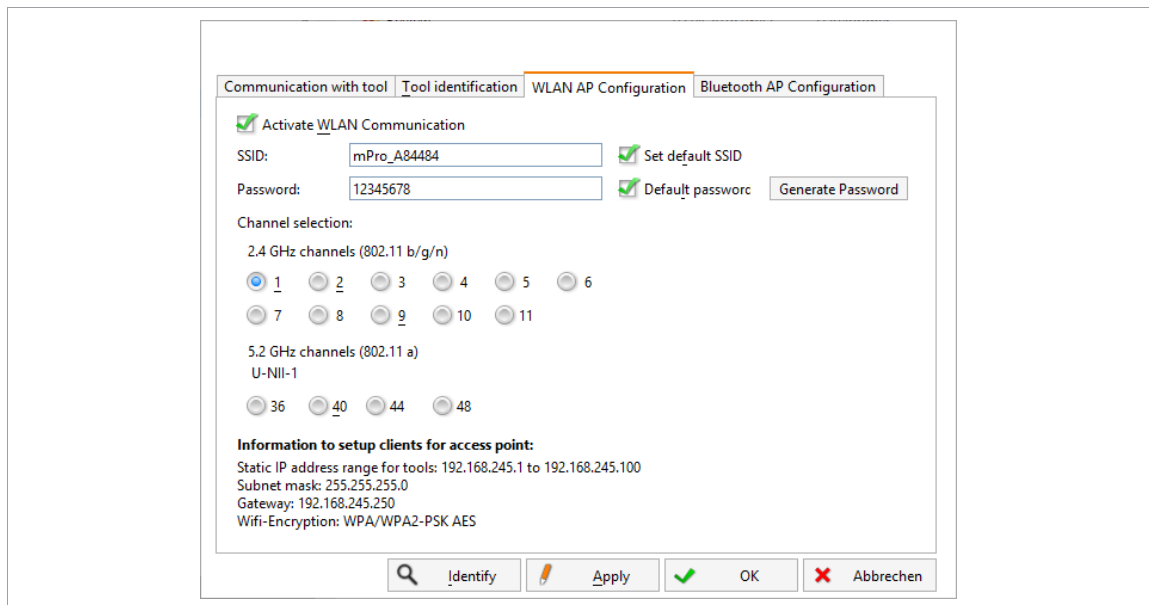 Communication with tool Tool identification WLAN AP Configuration Bluetooth AP Configuration
Activate WLAN Communication
SSID: mPro_A84484 Set default SSID
Password: 12345678 Default password Generate Password
Channel selection:
2.4 GHz channels (802.11 b/g/n)
1 2 3 4 5 6
7 8 9 10 11
5.2 GHz channels (802.11 a)
U-NII-1
36 40 44 48
Information to setup clients for access point:
Static IP address range for tools: 192.168.245.1 to 192.168.245.100
Subnet mask: 255.255.255.0
Gateway: 192.168.245.250
Wifi-Encryption: WPA/WPA2-PSK AES
Identify Apply OK Abbrechen